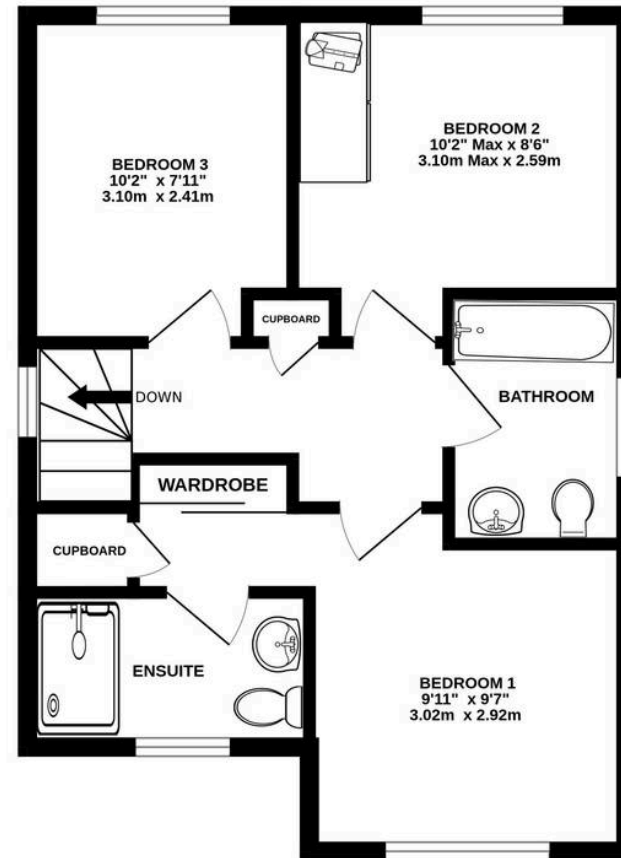 BEDROOM 3
10'2" x 7'11"
3.10m x 2.41m
BEDROOM 2
10'2" Max x 8'6"
3.10m Max x 2.59m
CUPBOARD
DOWN
BATHROOM
WARDROBE
CUPBOARD
ENSUITE
BEDROOM 1
9'11" x 9'7"
3.02m x 2.92m